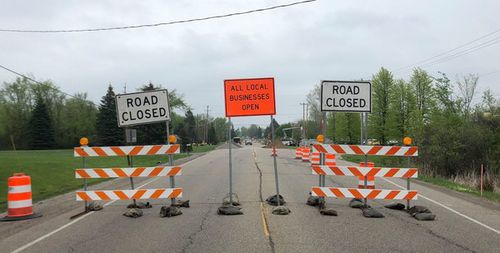 ROAD
CLOSED
ALL LOCAL
BUSINESSES
OPEN
ROAD
CLOSED